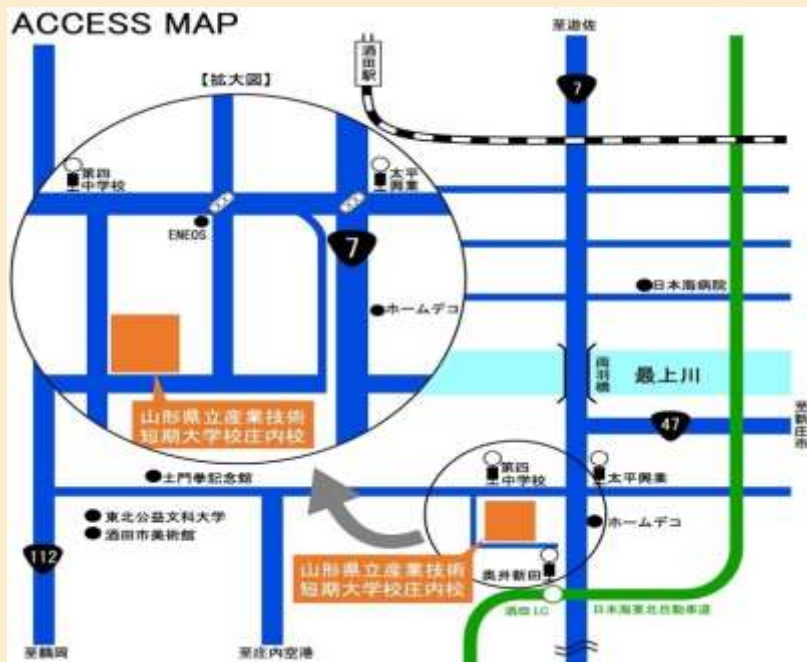 ACCESS MAP
至遊佐
酒田駅
7
【拡大図】
第四
中学校
太平
興業
ENEOS
7
ホームデコ
日本海病院
両羽橋
最上川
至新庄市
47
山形県立産業技術
短期大学校庄内校
土門拳記念館
第四
中学校
太平興業
東北公益文科大学
酒田市美術館
ホームデコ
112
山形県立産業技術
短期大学校庄内校
奥井新田
酒田 I.C
日本海東北自動車道
至鶴岡
至庄内空港